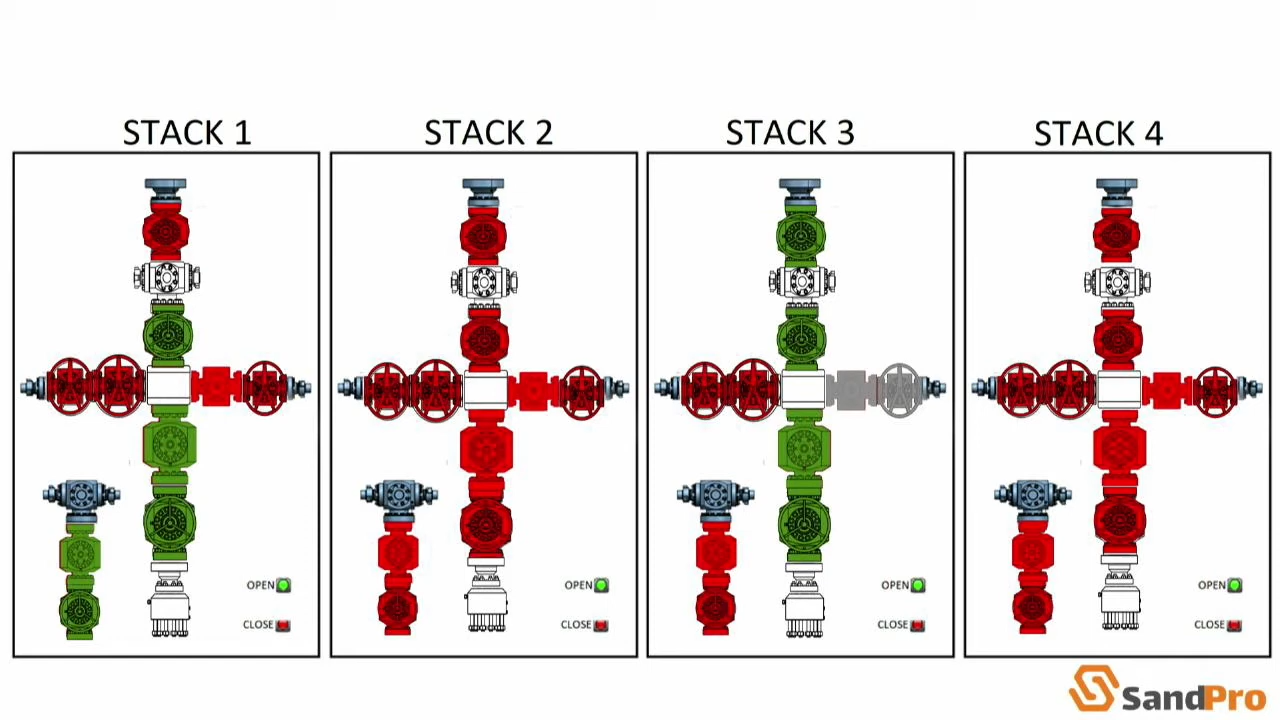 STACK 1
STACK 2
STACK 3
STACK 4
OPEN
CLOSE
OPEN
CLOSE
OPEN
CLOSE
OPEN
CLOSE
SandPro